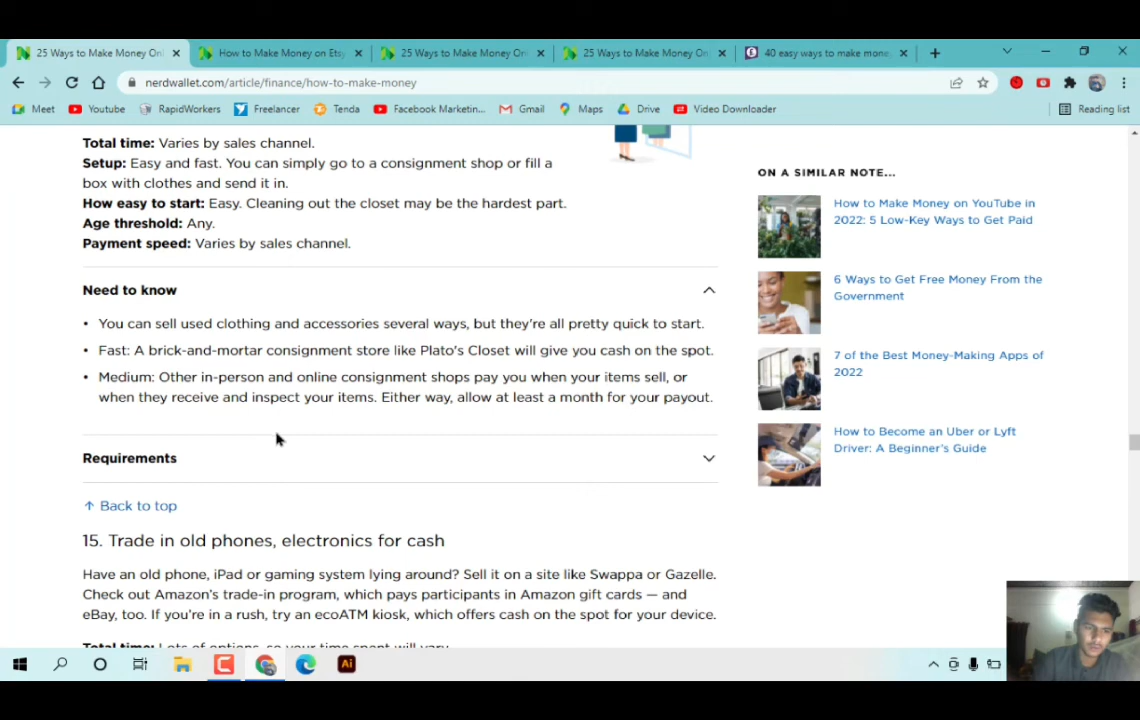 25 Ways to Make Money Onl
How to Make Money on Etsy
25 Ways to Make Money On
25 Ways to Make Money On
40 easy ways to make mone
nerdwallet.com/article/finance/how-to-make-money
Meet
Youtube
RapidWorkers
Freelancer
Tenda
Facebook Marketin...
Gmail
Maps
Drive
Video Downloader
Reading list
Total time: Varies by sales channel.
Setup: Easy and fast. You can simply go to a consignment shop or fill a
box with clothes and send it in.
How easy to start: Easy. Cleaning out the closet may be the hardest part.
Age threshold: Any.
Payment speed: Varies by sales channel.
Need to know
• You can sell used clothing and accessories several ways, but they're all pretty quick to start.
• Fast: A brick-and-mortar consignment store like Plato's Closet will give you cash on the spot.
• Medium: Other in-person and online consignment shops pay you when your items sell, or
when they receive and inspect your items. Either way, allow at least a month for your payout.
Requirements
↑ Back to top
15. Trade in old phones, electronics for cash
Have an old phone, iPad or gaming system lying around? Sell it on a site like Swappa or Gazelle.
Check out Amazon's trade-in program, which pays participants in Amazon gift cards — and
eBay, too. If you're in a rush, try an ecoATM kiosk, which offers cash on the spot for your device.
Total time: Lots of options, so your time spent will vary.
ON A SIMILAR NOTE...
How to Make Money on YouTube in
2022: 5 Low-Key Ways to Get Paid
6 Ways to Get Free Money From the
Government
7 of the Best Money-Making Apps of
2022
How to Become an Uber or Lyft
Driver: A Beginner's Guide
Ai